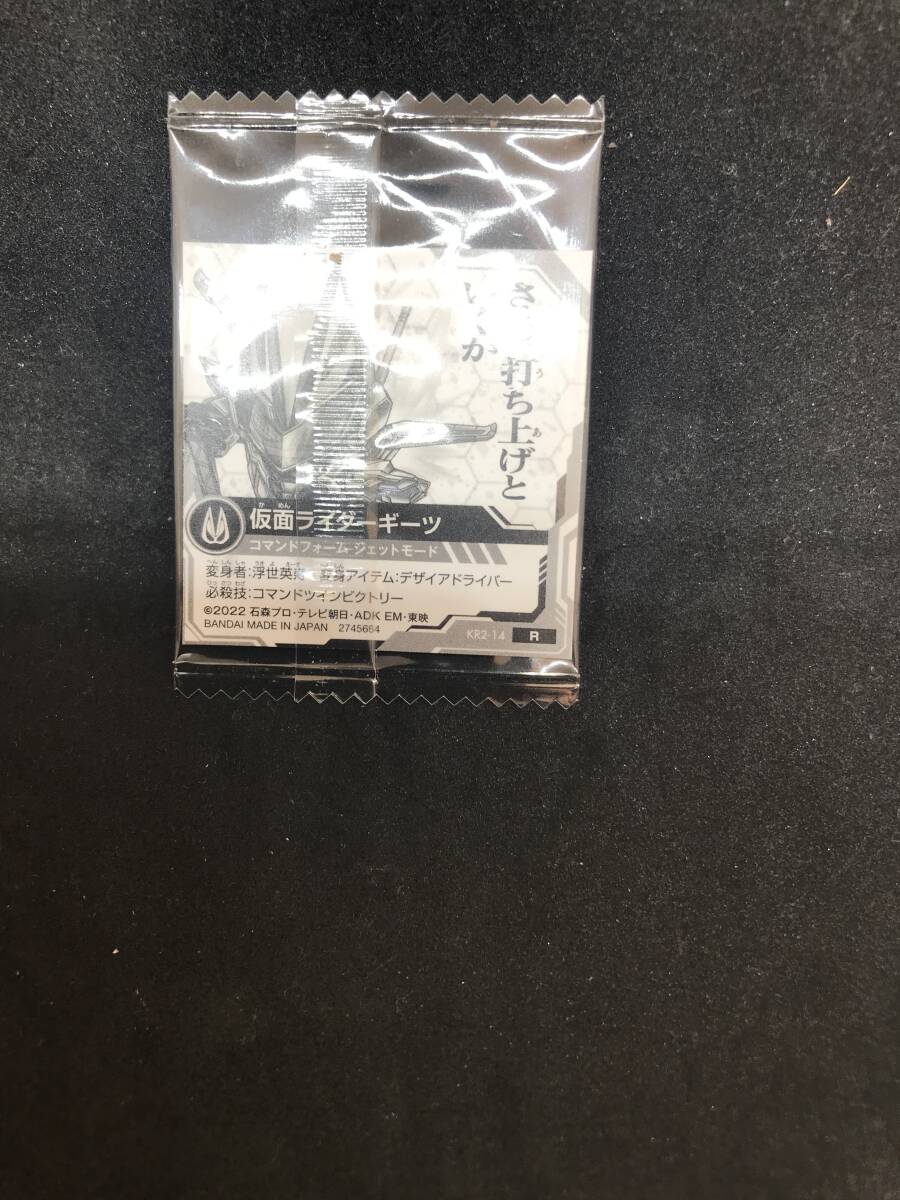 打ち上げと
か
仮面ライダーギーツ
コマンドフォーム ジェットモード
変身者:浮世英寿 変身アイテム:デザイアドライバー
必殺技:コマンドツインビクトリー
©2022 石森プロ・テレビ朝日・ADK EM・東映
BANDAI MADE IN JAPAN 2745664
KR2-14 R